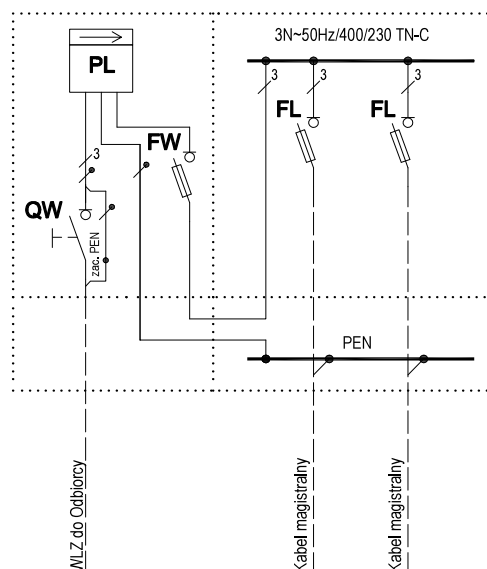 3N~50Hz/400/230 TN-C
PL
3
3
3
FL
FL
FW
3
QW
zac. PEN
PEN
WLZ do Odbiorcy
Kabel magistralny
Kabel magistralny